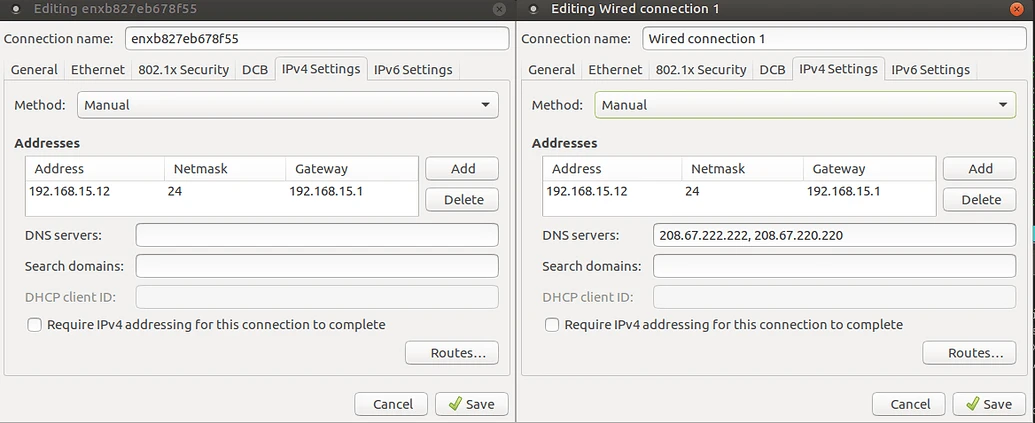 Editing enxb827eb678f55
Connection name: enxb827eb678f55
General Ethernet 802.1x Security DCB IPv4 Settings IPv6 Settings
Method: Manual
Addresses
Address Netmask Gateway
192.168.15.12 24 192.168.15.1
Add
Delete
DNS servers:
Search domains:
DHCP client ID:
Require IPv4 addressing for this connection to complete
Routes...
Cancel Save
Editing Wired connection 1
Connection name: Wired connection 1
General Ethernet 802.1x Security DCB IPv4 Settings IPv6 Settings
Method: Manual
Addresses
Address Netmask Gateway
192.168.15.12 24 192.168.15.1
Add
Delete
DNS servers: 208.67.222.222, 208.67.220.220
Search domains:
DHCP client ID:
Require IPv4 addressing for this connection to complete
Routes...
Cancel Save